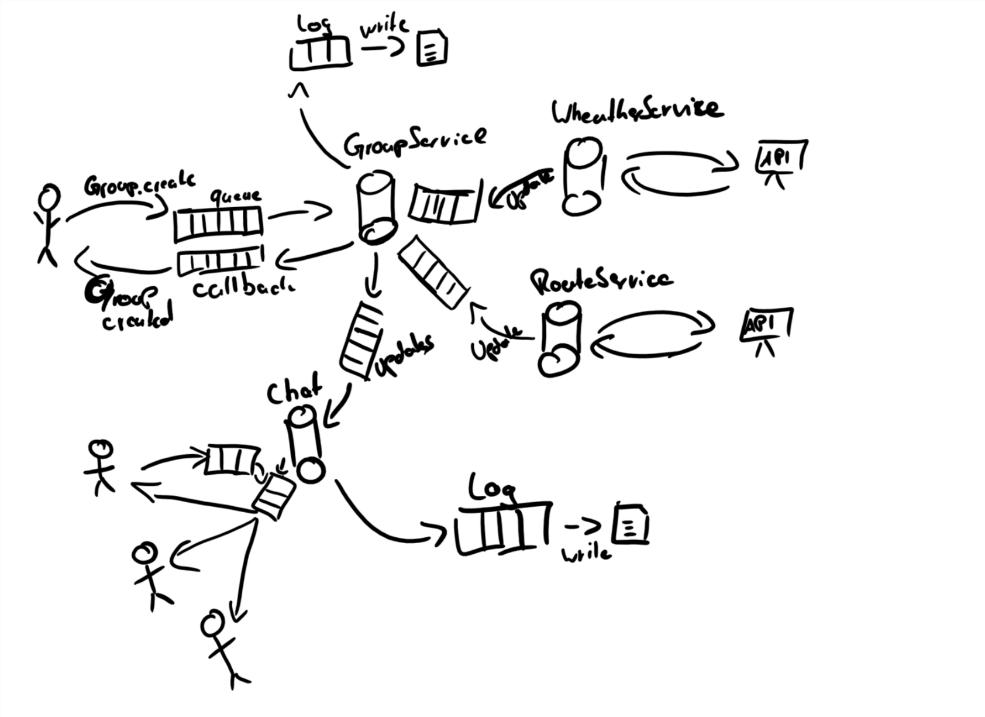 Log
write
WheatherService
GroupService
API
Group.create
queue
Update
callback
Group
created
RouteService
API
Update
updates
Chat
Log
write